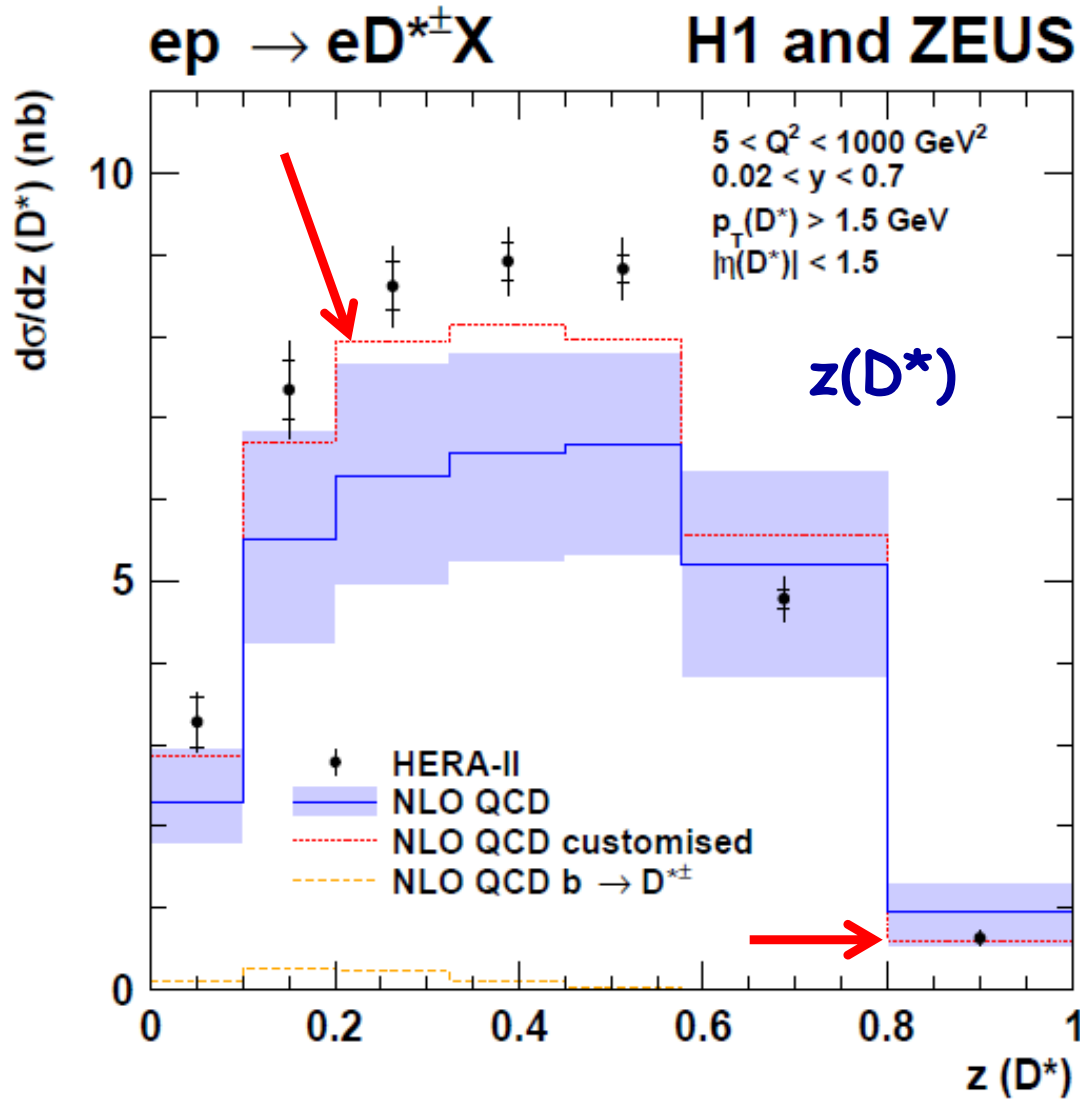 ep → eD*±X H1 and ZEUS
dσ/dz (D*) (nb)
5 < Q² < 1000 GeV²
0.02 < y < 0.7
p_T(D*) > 1.5 GeV
|η(D*)| < 1.5
z(D*)
10
5
0
HERA-II
NLO QCD
NLO QCD customised
NLO QCD b → D*±
0 0.2 0.4 0.6 0.8 1
z (D*)